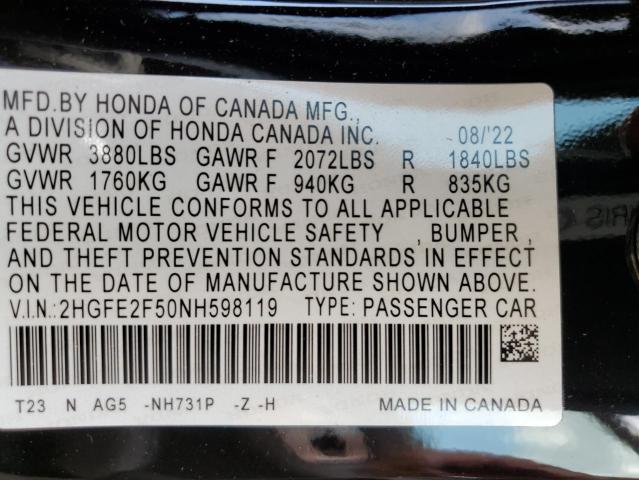 MFD.BY HONDA OF CANADA MFG.,
A DIVISION OF HONDA CANADA INC. 08/'22
GVWR 3880LBS GAWR F 2072LBS R 1840LBS
GVWR 1760KG GAWR F 940KG R 835KG
THIS VEHICLE CONFORMS TO ALL APPLICABLE
FEDERAL MOTOR VEHICLE SAFETY , BUMPER ,
AND THEFT PREVENTION STANDARDS IN EFFECT
ON THE DATE OF MANUFACTURE SHOWN ABOVE.
V.I.N.:2HGFE2F50NH598119 TYPE: PASSENGER CAR
T23 N AG5 -NH731P -Z -H MADE IN CANADA